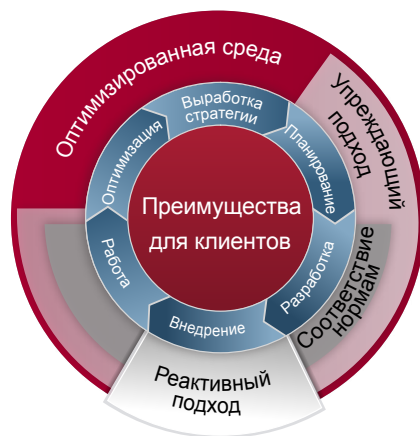 Оптимизированная среда
Упреждающий
подход
Выработка
стратегии
Планирование
Оптимизация
Преимущества
для клиентов
Работа
Разработка
Соответствие
нормам
Внедрение
Реактивный
подход